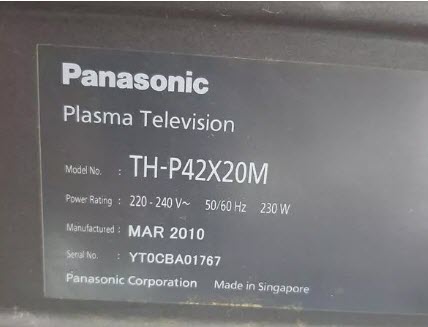 Panasonic
Plasma Television
Model No. : TH-P42X20M
Power Rating : 220 - 240 V~ 50/60 Hz 230 W
Manufactured : MAR 2010
Serial No. : YT0CBA01767
Panasonic Corporation Made in Singapore